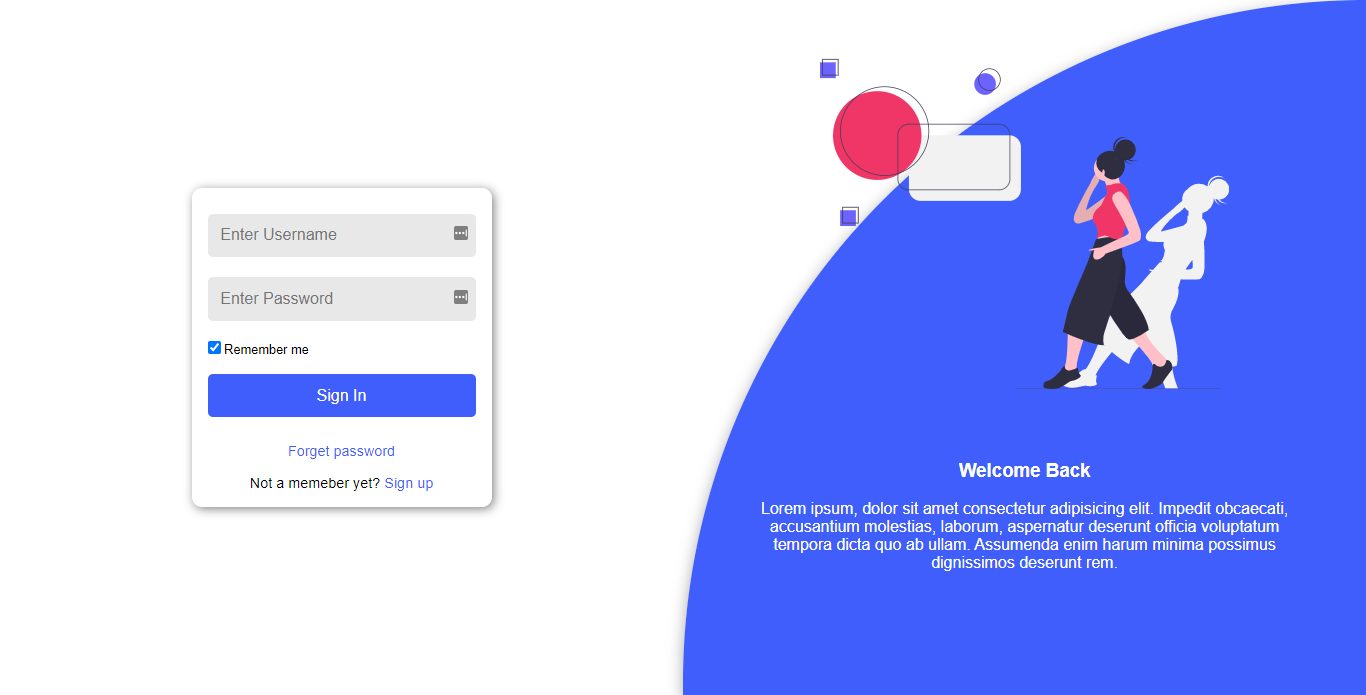 Enter Username
Enter Password
Remember me
Sign In
Forget password
Not a memeber yet? Sign up
Welcome Back
Lorem ipsum, dolor sit amet consectetur adipisicing elit. Impedit obcaecati,
accusantium molestias, laborum, aspernatur deserunt officia voluptatum
tempora dicta quo ab ullam. Assumenda enim harum minima possimus
dignissimos deserunt rem.